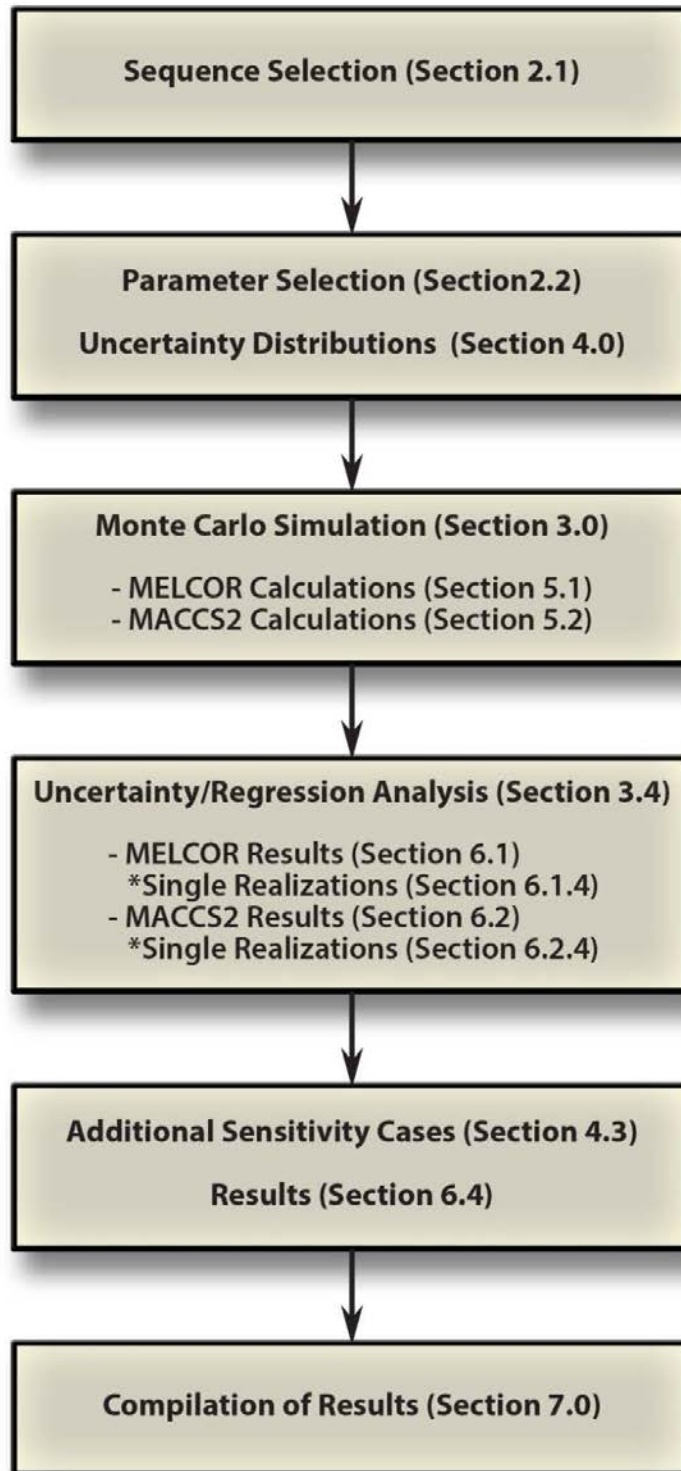 Sequence Selection (Section 2.1)
Parameter Selection (Section2.2)
Uncertainty Distributions (Section 4.0)
Monte Carlo Simulation (Section 3.0)
- MELCOR Calculations (Section 5.1)
- MACCS2 Calculations (Section 5.2)
Uncertainty/Regression Analysis (Section 3.4)
- MELCOR Results (Section 6.1)
*Single Realizations (Section 6.1.4)
- MACCS2 Results (Section 6.2)
*Single Realizations (Section 6.2.4)
Additional Sensitivity Cases (Section 4.3)
Results (Section 6.4)
Compilation of Results (Section 7.0)